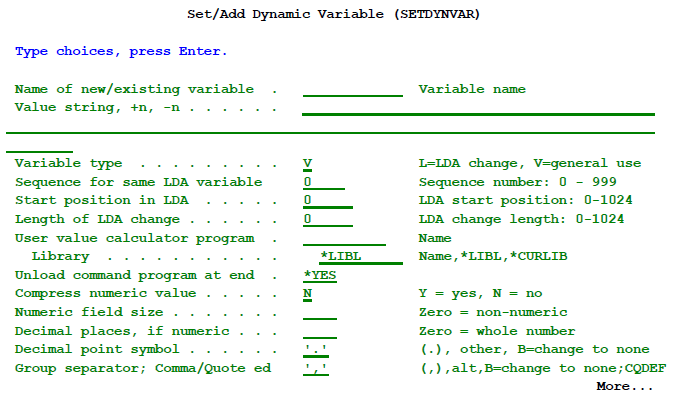 Set/Add Dynamic Variable (SETDYNVAR)
Type choices, press Enter.
Name of new/existing variable . Variable name
Value string, +n, -n . . . . . .
Variable type . . . . . . . . . V L=LDA change, V=general use
Sequence for same LDA variable 0 Sequence number: 0 - 999
Start position in LDA . . . . . 0 LDA start position: 0-1024
Length of LDA change . . . . . . 0 LDA change length: 0-1024
User value calculator program . Name
Library . . . . . . . . . . . *LIBL Name,*LIBL,*CURLIB
Unload command program at end . *YES
Compress numeric value . . . . . N Y = yes, N = no
Numeric field size . . . . . . . Zero = non-numeric
Decimal places, if numeric . . . Zero = whole number
Decimal point symbol . . . . . . '.' (.), other, B=change to none
Group separator; Comma/Quote ed ',' (,),alt,B=change to none;CQDEF
More...